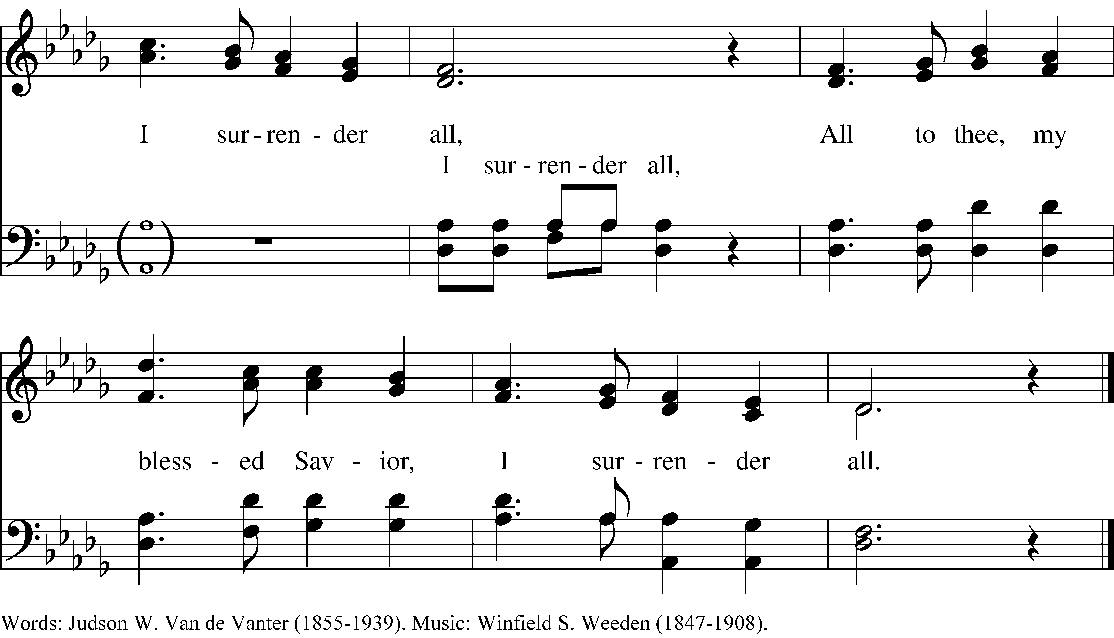 I sur - ren - der all, All to thee, my
I sur - ren - der all,
bless - ed Sav - ior, I sur - ren - der all.
Words: Judson W. Van de Vanter (1855-1939). Music: Winfield S. Weeden (1847-1908).